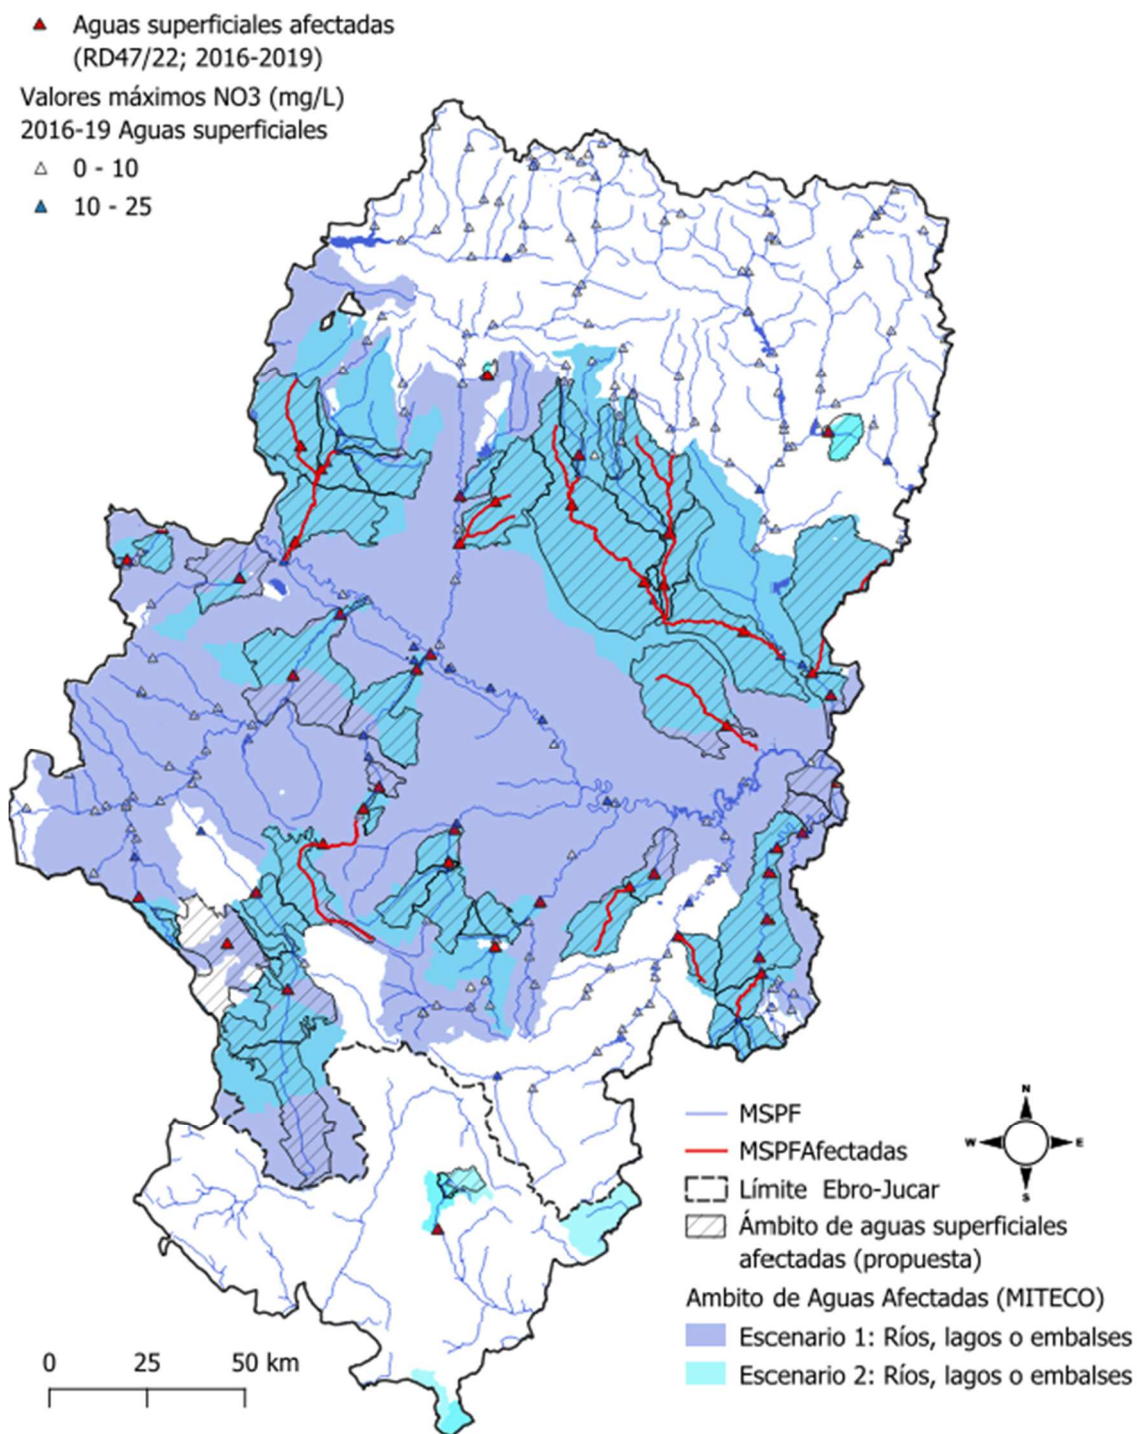 Aguas superficiales afectadas
(RD47/22; 2016-2019)
Valores máximos NO3 (mg/L)
2016-19 Aguas superficiales
0 - 10
10 - 25
N
W
E
S
MSPF
MSPFAfectadas
Límite Ebro-Jucar
Ámbito de aguas superficiales
afectadas (propuesta)
Ambito de Aguas Afectadas (MITECO)
Escenario 1: Ríos, lagos o embalses
Escenario 2: Ríos, lagos o embalses
0 25 50 km